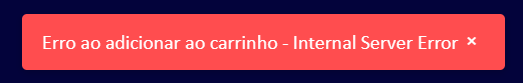 Erro ao adicionar ao carrinho - Internal Server Error ×